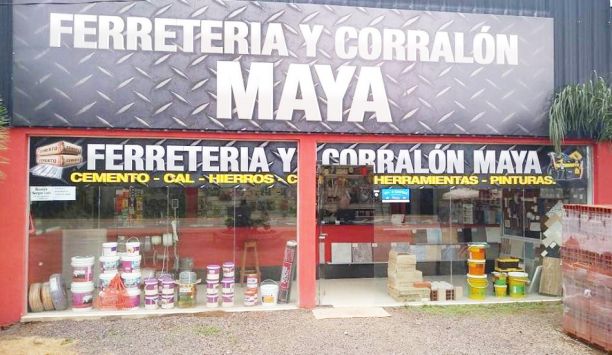 FERRETERIA Y CORRALÓN
MAYA
FERRETERIA Y CORRALÓN MAYA
CEMENTO - CAL - HIERROS - C HERRAMIENTAS - PINTURAS.